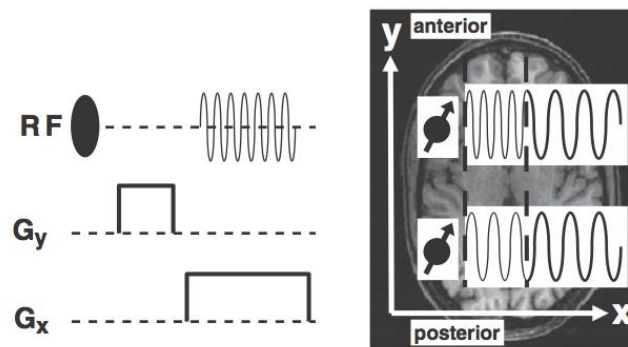 RF
Gy
Gx
y
anterior
x
posterior